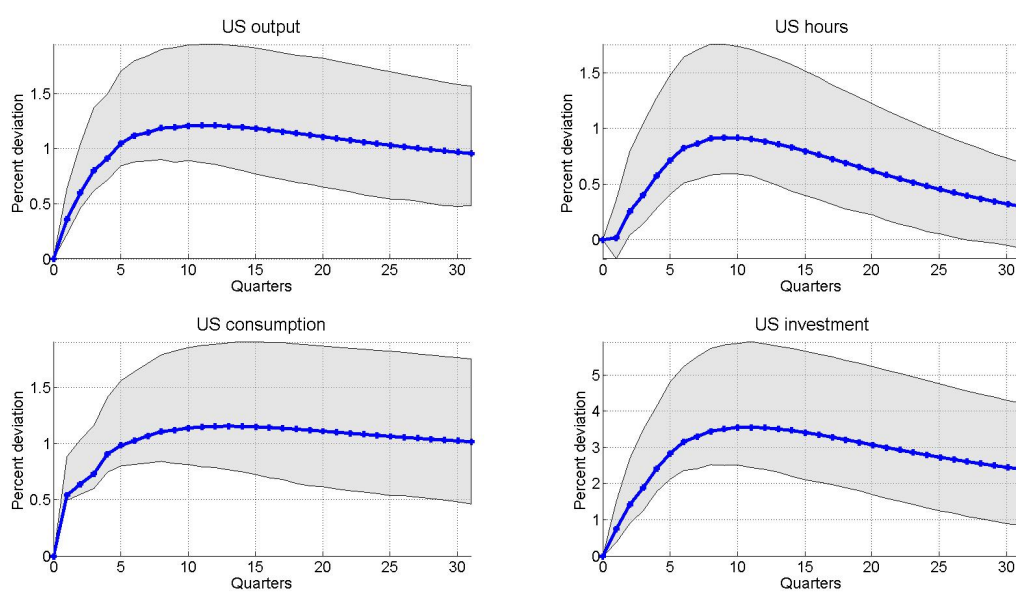 US output
Percent deviation
1.5
1
0.5
0
0 5 10 15 20 25 30
Quarters
US hours
Percent deviation
1.5
1
0.5
0
0 5 10 15 20 25 30
Quarters
US consumption
Percent deviation
1.5
1
0.5
0
0 5 10 15 20 25 30
Quarters
US investment
Percent deviation
5
4
3
2
1
0
0 5 10 15 20 25 30
Quarters